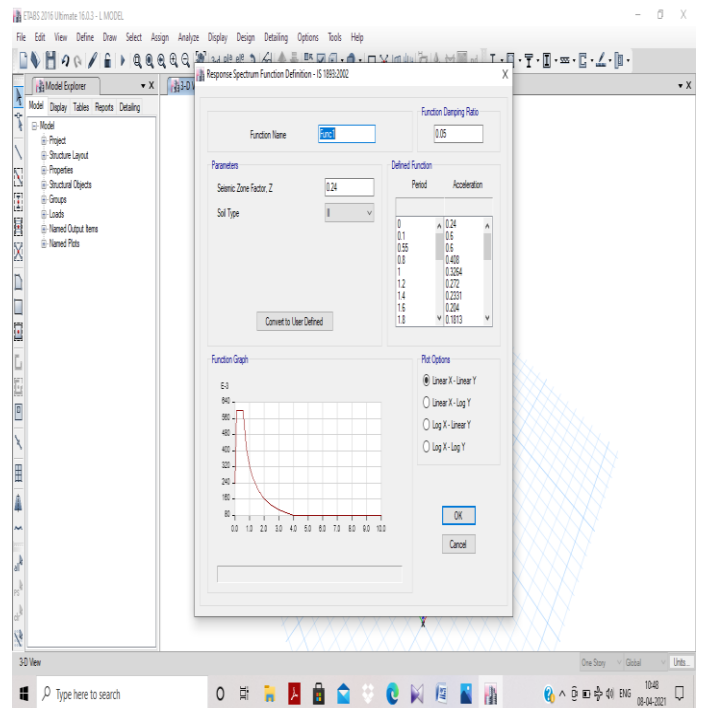 ETABS 2016 Ultimate 16.0.3 - L MODEL
File Edit View Define Draw Select Assign Analyze Display Design Detailing Options Tools Help
Model Explorer
Model Display Tables Reports Detailing
Model
Project
Structure Layout
Properties
Structural Objects
Groups
Loads
Named Output Items
Named Plots
3-D V
Response Spectrum Function Definition - IS 1893:2002
Function Name Func1
Function Damping Ratio
0.05
Parameters
Seismic Zone Factor, Z 0.24
Soil Type II
Convert to User Defined
Defined Function
Period Acceleration
0 0.24
0.1 0.6
0.55 0.6
0.8 0.408
1 0.3264
1.2 0.272
1.4 0.2331
1.6 0.204
1.8 0.1813
Function Graph
E-3
640
560
480
400
320
240
160
80
0.0 1.0 2.0 3.0 4.0 5.0 6.0 7.0 8.0 9.0 10.0
Plot Options
Linear X - Linear Y
Linear X - Log Y
Log X - Linear Y
Log X - Log Y
OK
Cancel
X
3-D View
One Story Global Units...
Type here to search
ENG
10:48
08-04-2021